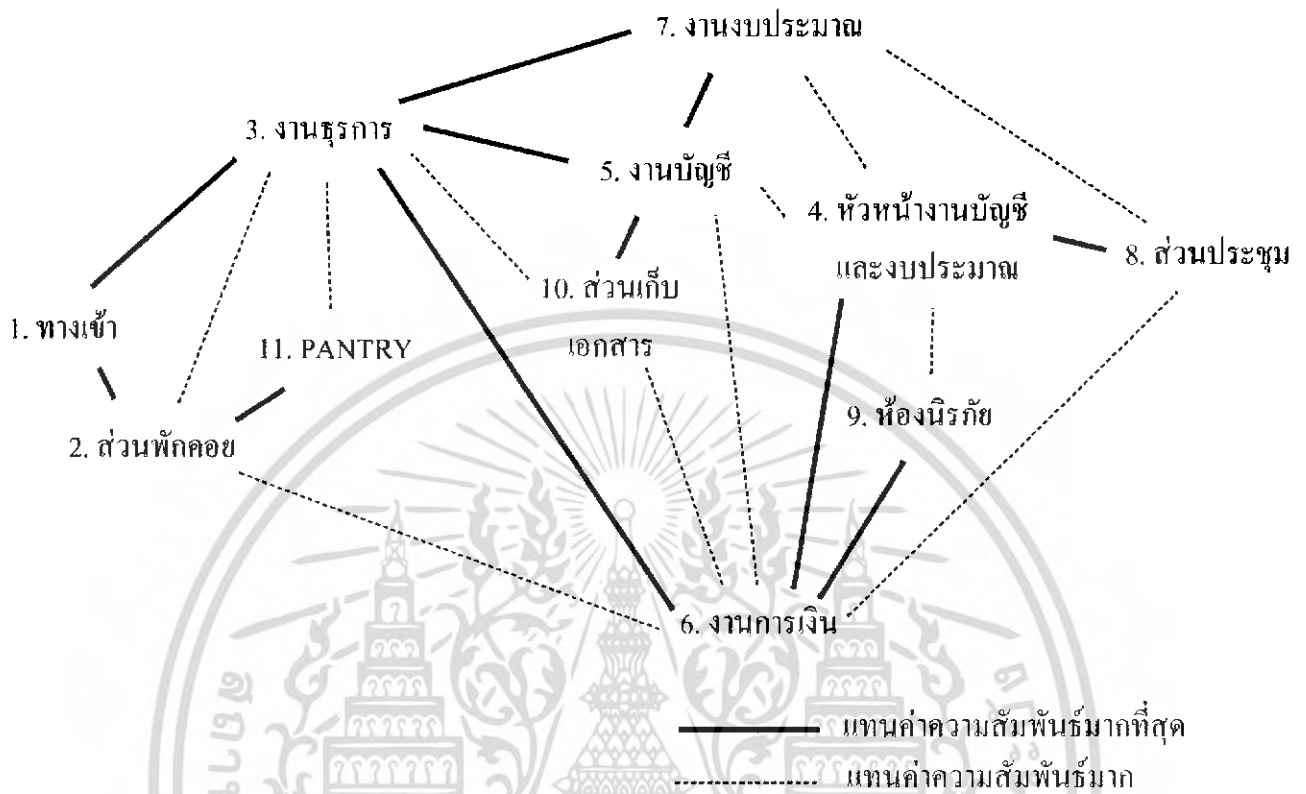 7. งานงบประมาณ
3. งานธุรการ
5. งานบัญชี
4. หัวหน้างานบัญชี
และงบประมาณ
8. ส่วนประชุม
10. ส่วนเก็บ
เอกสาร
1. ทางเข้า
11. PANTRY
9. ห้องนิรภัย
2. ส่วนพักคอย
6. งานการเงิน
แทนค่าความสัมพันธ์มากที่สุด
แทนค่าความสัมพันธ์มาก